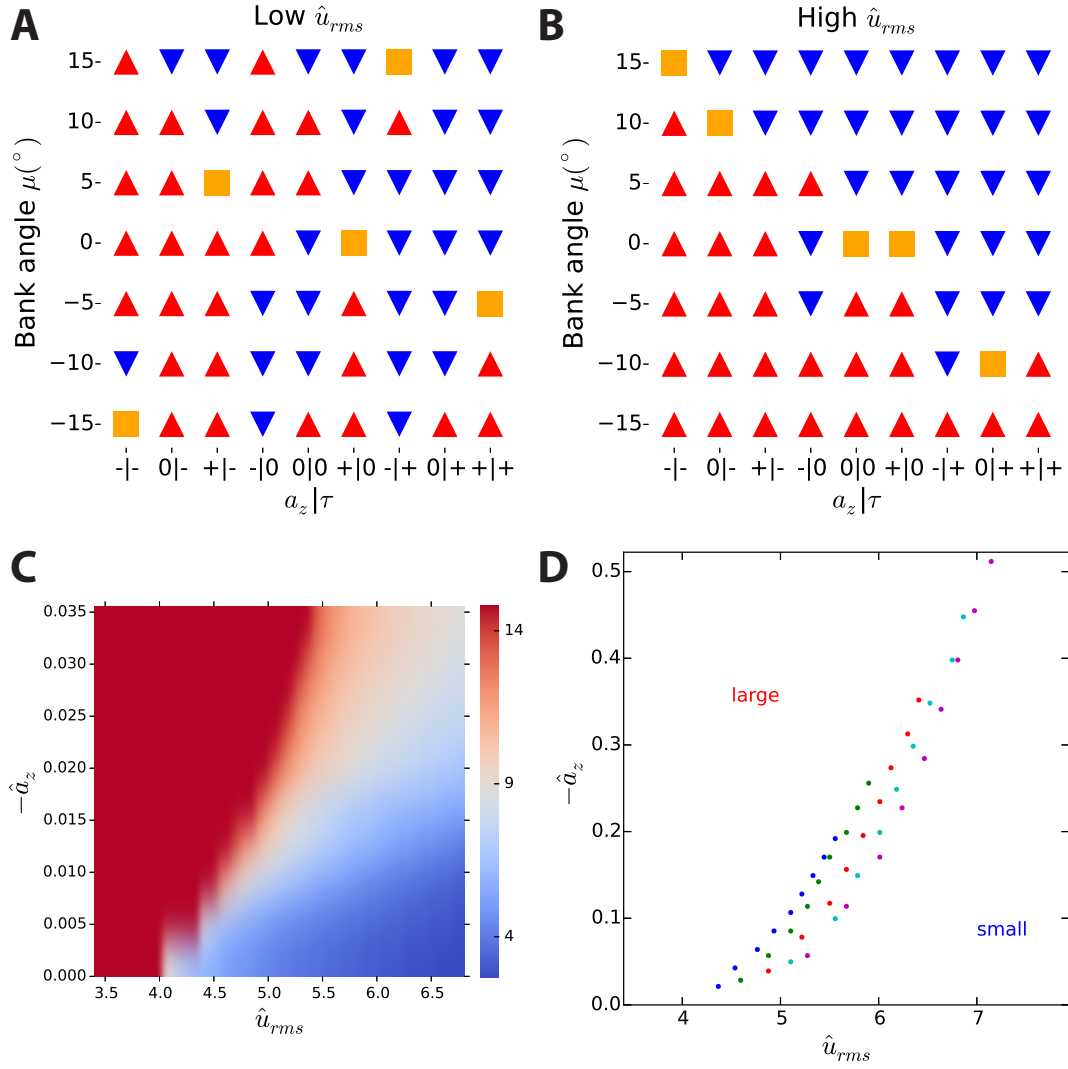 A
Low û_rms
Bank angle μ(°)
15
10
5
0
−5
−10
−15
-|- 0|- +|- -|0 0|0 +|0 -|+ 0|+ +|+
a_z|τ
B
High û_rms
Bank angle μ(°)
15
10
5
0
−5
−10
−15
-|- 0|- +|- -|0 0|0 +|0 -|+ 0|+ +|+
a_z|τ
C
−â_z
0.035
0.030
0.025
0.020
0.015
0.010
0.005
0.000
3.5 4.0 4.5 5.0 5.5 6.0 6.5
û_rms
14
9
4
D
−â_z
0.5
0.4
0.3
0.2
0.1
0.0
large
small
4 5 6 7
û_rms